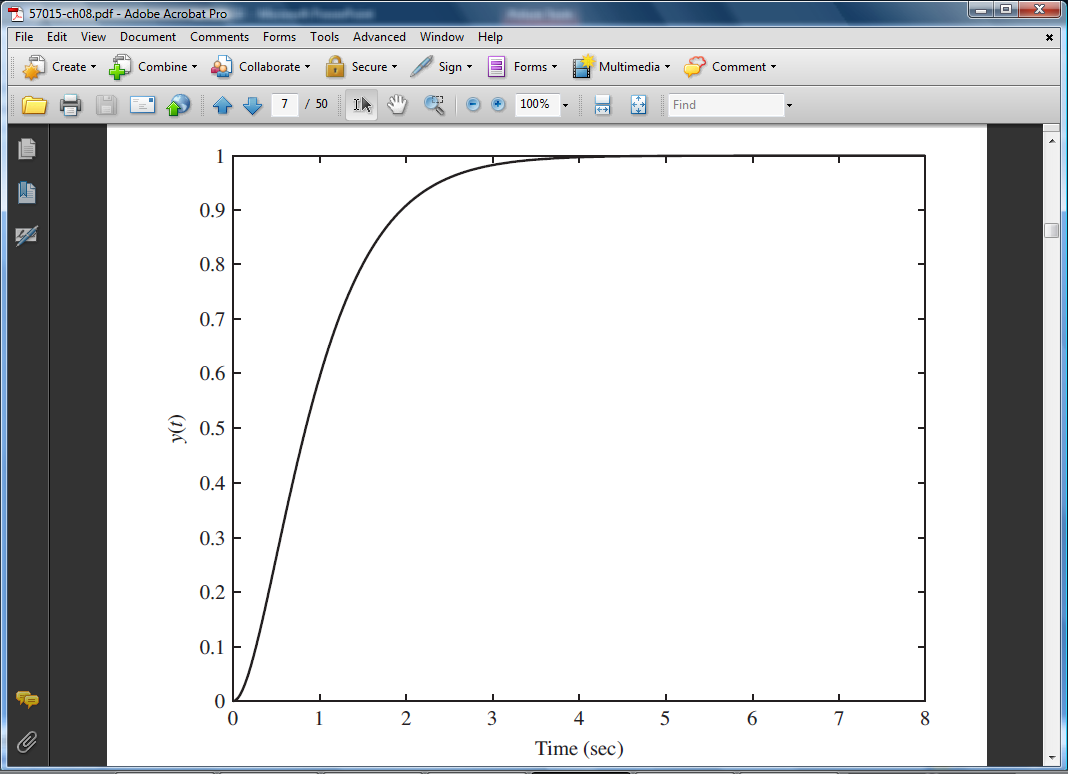 57015-ch08.pdf - Adobe Acrobat Pro
File Edit View Document Comments Forms Tools Advanced Window Help
Create Combine Collaborate Secure Sign Forms Multimedia Comment
7 / 50 100% Find
1
0.9
0.8
0.7
0.6
0.5
0.4
0.3
0.2
0.1
0
y(t)
0 1 2 3 4 5 6 7 8
Time (sec)